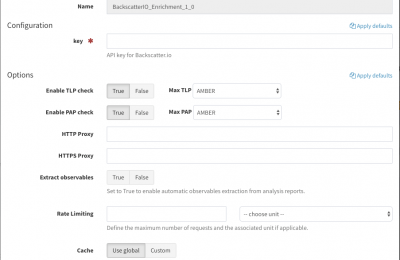 Name BackscatterIO_Enrichment_1_0
Configuration Apply defaults
key *
API key for Backscatter.io
Options Apply defaults
Enable TLP check True False Max TLP AMBER
Enable PAP check True False Max PAP AMBER
HTTP Proxy
HTTPS Proxy
Extract observables True False
Set to True to enable automatic observables extraction from analysis reports.
Rate Limiting -- choose unit --
Define the maximum number of requests and the associated unit if applicable.
Cache Use global Custom